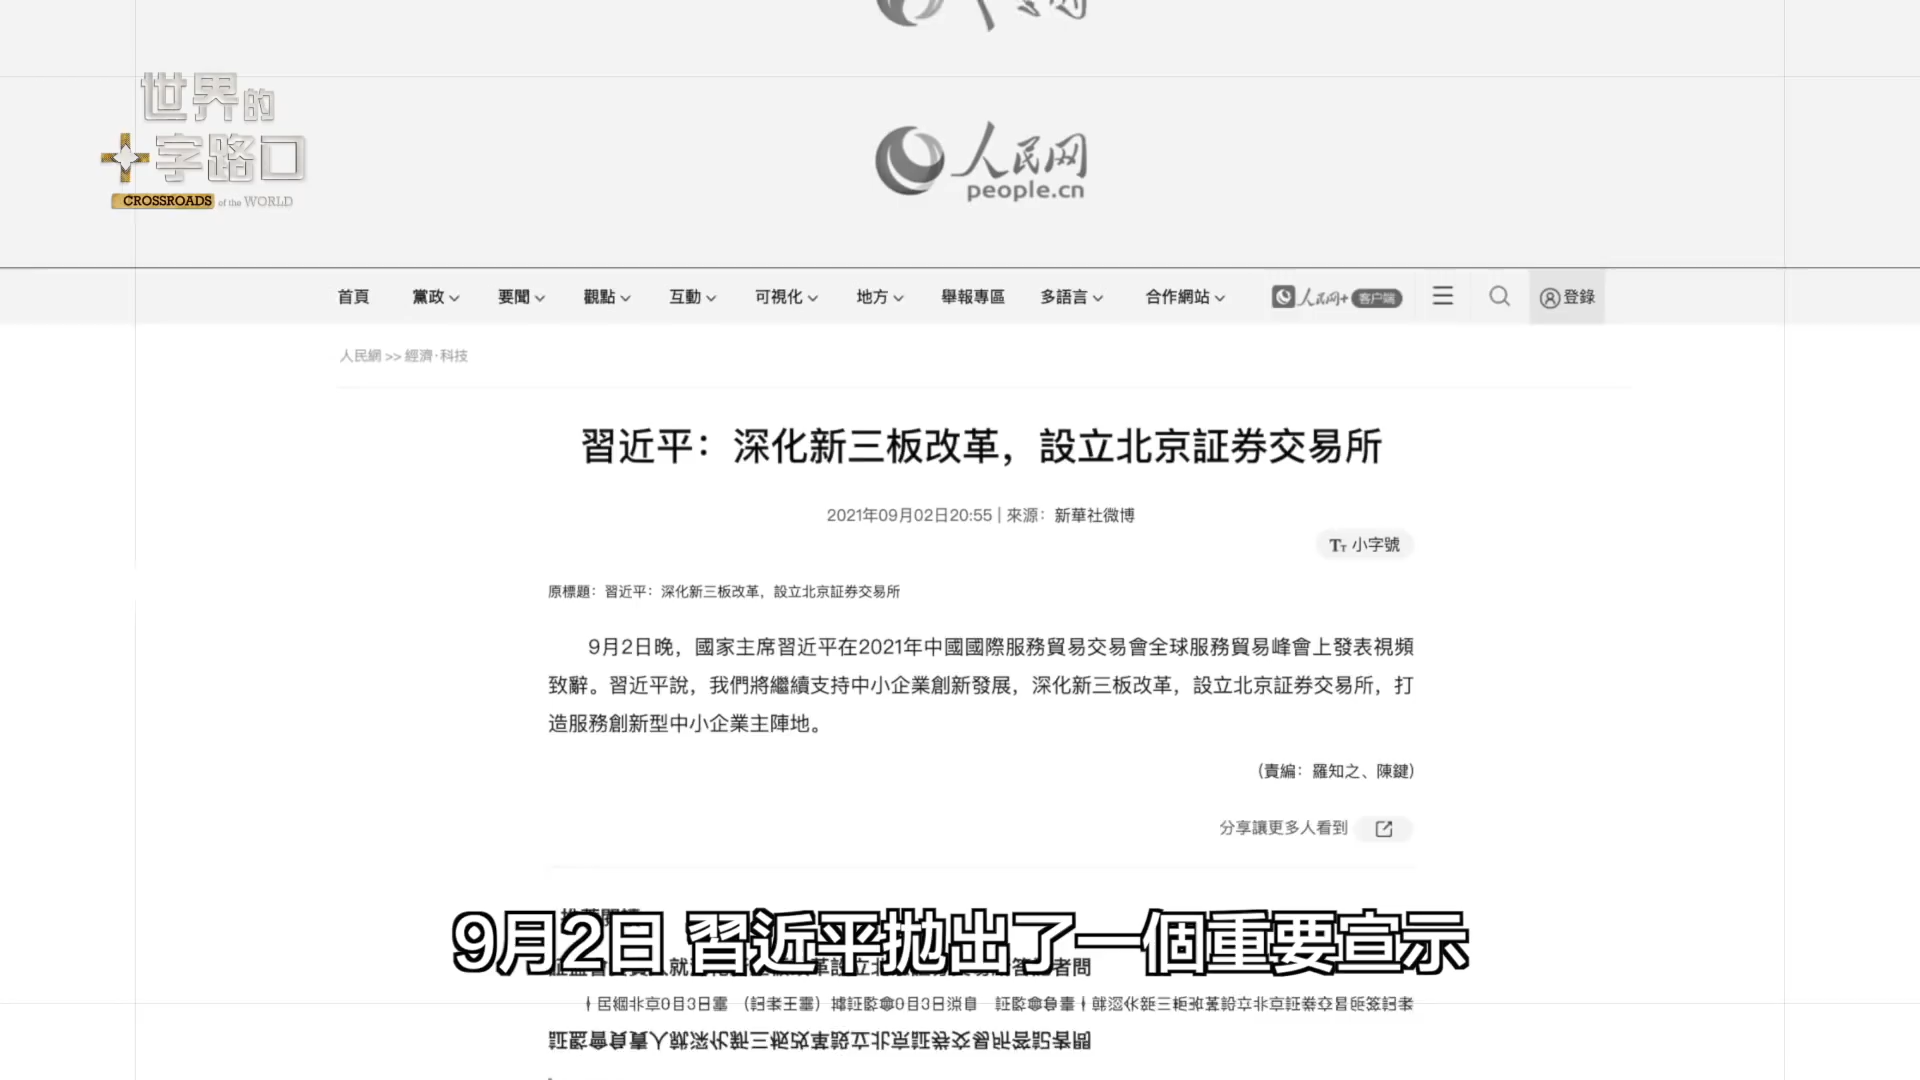 世界的
十字路口
CROSSROADS of the WORLD
人民网
people.cn
首頁 黨政 要聞 觀點 互動 可視化 地方 舉報專區 多語言 合作網站 人民网+ 客户端 登錄
人民網 >> 經濟·科技
習近平：深化新三板改革，設立北京証券交易所
2021年09月02日20:55 | 來源：新華社微博
小字號
原標題：習近平：深化新三板改革，設立北京証券交易所
9月2日晚，國家主席習近平在2021年中國國際服務貿易交易會全球服務貿易峰會上發表視頻
致辭。習近平說，我們將繼續支持中小企業創新發展，深化新三板改革，設立北京証券交易所，打
造服務創新型中小企業主陣地。
(責編：羅知之、陳鍵)
分享讓更多人看到
9月2日 習近平拋出了一個重要宣示